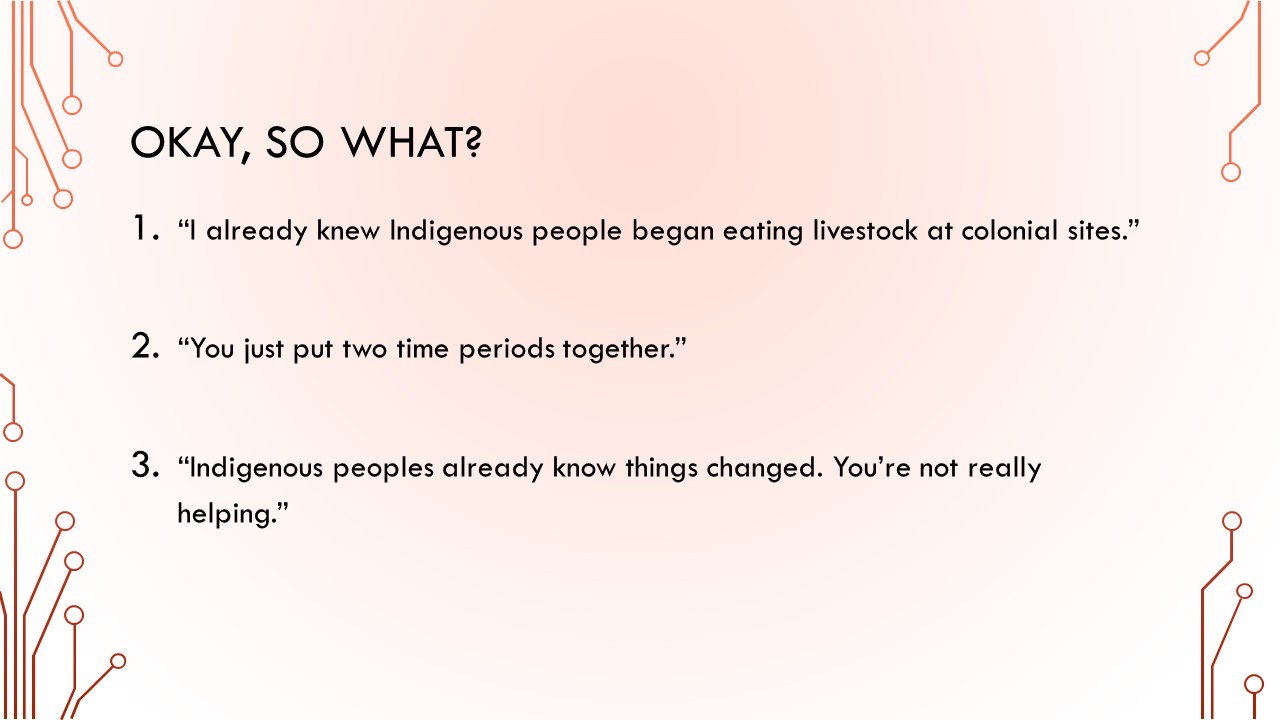 OKAY, SO WHAT?
1. “I already knew Indigenous people began eating livestock at colonial sites.”
2. “You just put two time periods together.”
3. “Indigenous peoples already know things changed. You’re not really
helping.”